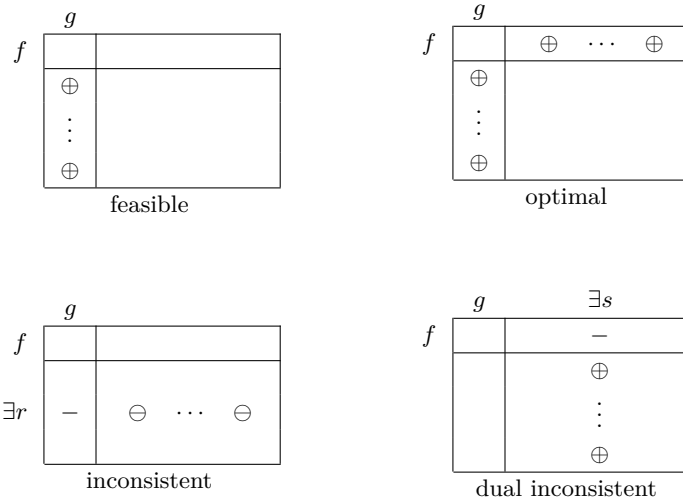 g g
f f ⊕ ⋯ ⊕
⊕ ⊕
⋮ ⋮
⊕ ⊕
feasible optimal
g g ∃s
f f −
⊕
∃r − ⊖ ⋯ ⊖ ⋮
⊕
inconsistent dual inconsistent